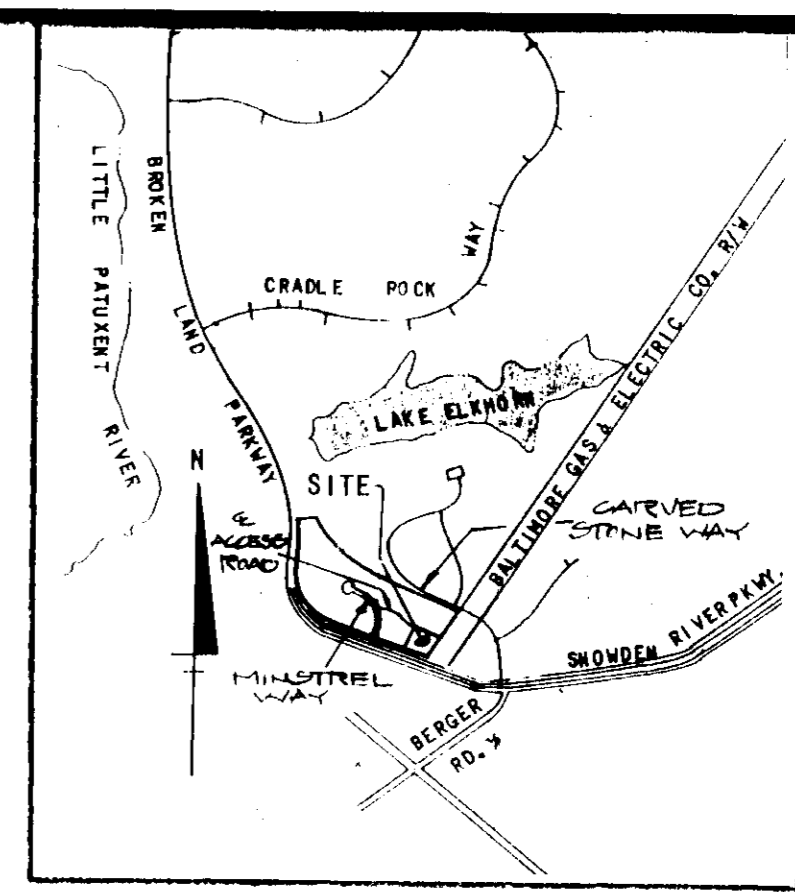 LITTLE PATUXENT RIVER
BROKEN LAND PARKWAY
CRADLE ROCK WAY
BALTIMORE GAS & ELECTRIC CO. R/W
LAKE ELKHORN
N
SITE
CARVED
STONE WAY
℄
ACCESS
ROAD
MINSTREL
WAY
SNOWDEN RIVER PKWY.
BERGER
RD.